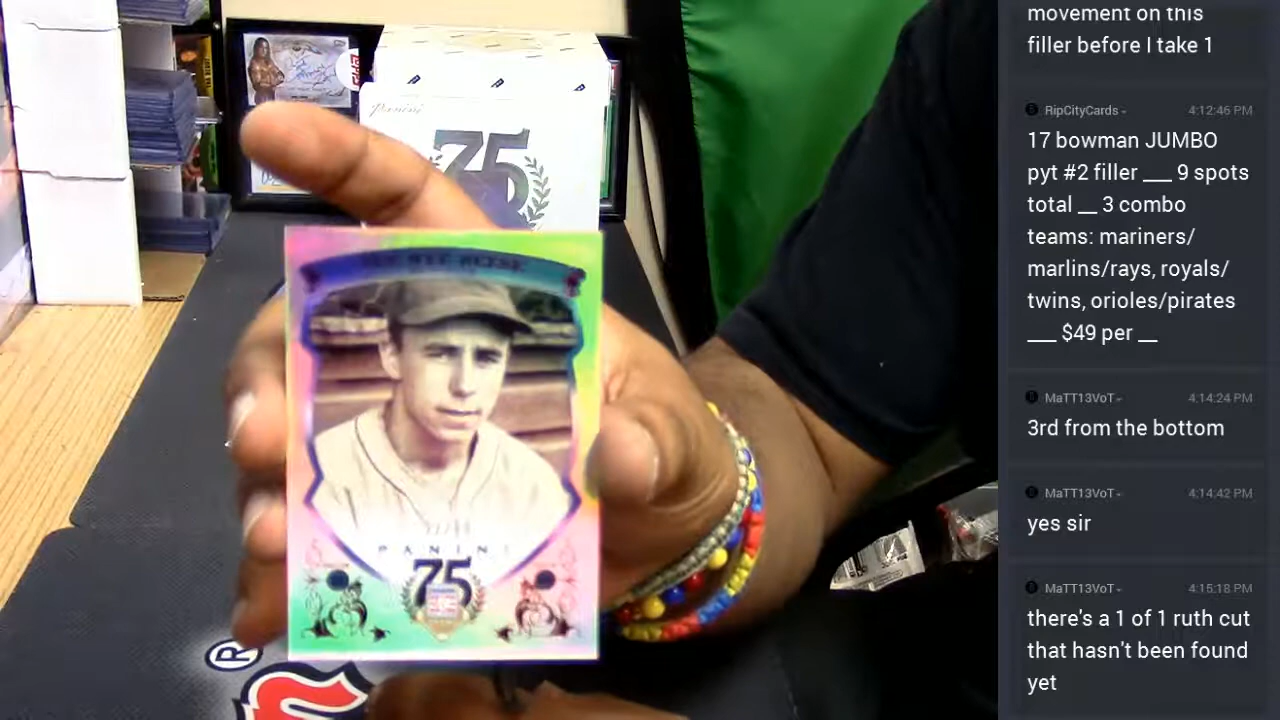 Panini
75
PEE WEE REESE
PANINI
75
®
movement on this
filler before I take 1
RipCityCards
4:12:46 PM
17 bowman JUMBO
pyt #2 filler ___ 9 spots
total __ 3 combo
teams: mariners/
marlins/rays, royals/
twins, orioles/pirates
___ $49 per __
MaTT13VoT
4:14:24 PM
3rd from the bottom
MaTT13VoT
4:14:42 PM
yes sir
MaTT13VoT
4:15:18 PM
there's a 1 of 1 ruth cut
that hasn't been found
yet